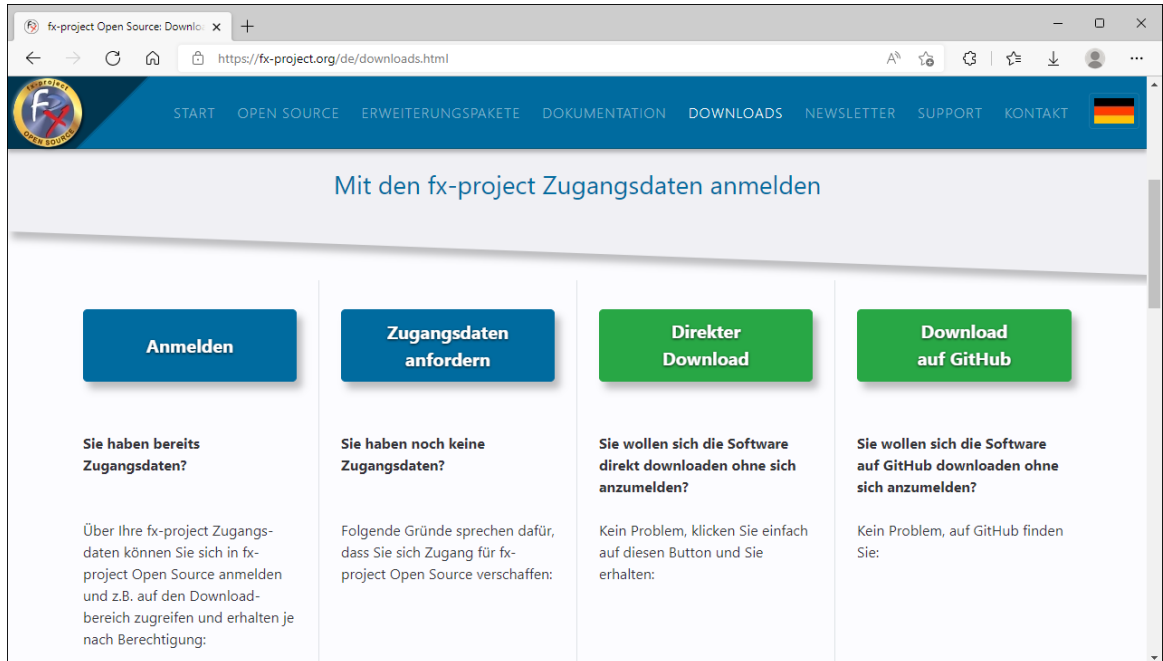 fx-project Open Source: Downlo
https://fx-project.org/de/downloads.html
fx-project
OPEN SOURCE
START OPEN SOURCE ERWEITERUNGSPAKETE DOKUMENTATION DOWNLOADS NEWSLETTER SUPPORT KONTAKT
Mit den fx-project Zugangsdaten anmelden
Anmelden
Sie haben bereits
Zugangsdaten?
Über Ihre fx-project Zugangs-
daten können Sie sich in fx-
project Open Source anmelden
und z.B. auf den Download-
bereich zugreifen und erhalten je
nach Berechtigung:
Zugangsdaten
anfordern
Sie haben noch keine
Zugangsdaten?
Folgende Gründe sprechen dafür,
dass Sie sich Zugang für fx-
project Open Source verschaffen:
Direkter
Download
Sie wollen sich die Software
direkt downloaden ohne sich
anzumelden?
Kein Problem, klicken Sie einfach
auf diesen Button und Sie
erhalten:
Download
auf GitHub
Sie wollen sich die Software
auf GitHub downloaden ohne
sich anzumelden?
Kein Problem, auf GitHub finden
Sie: